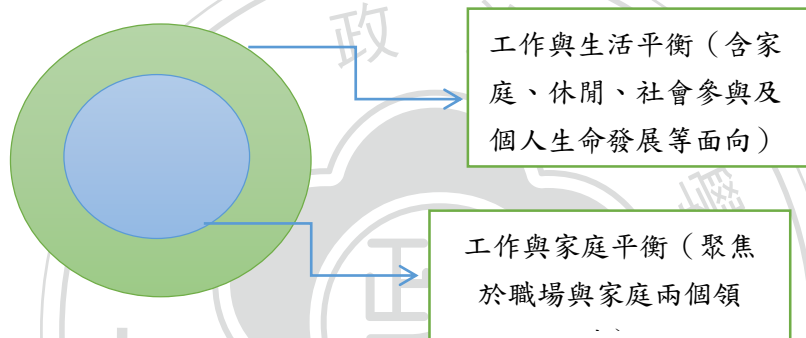 政
工作與生活平衡（含家
庭、休閒、社會參與及
個人生命發展等面向）
工作與家庭平衡（聚焦
於職場與家庭兩個領